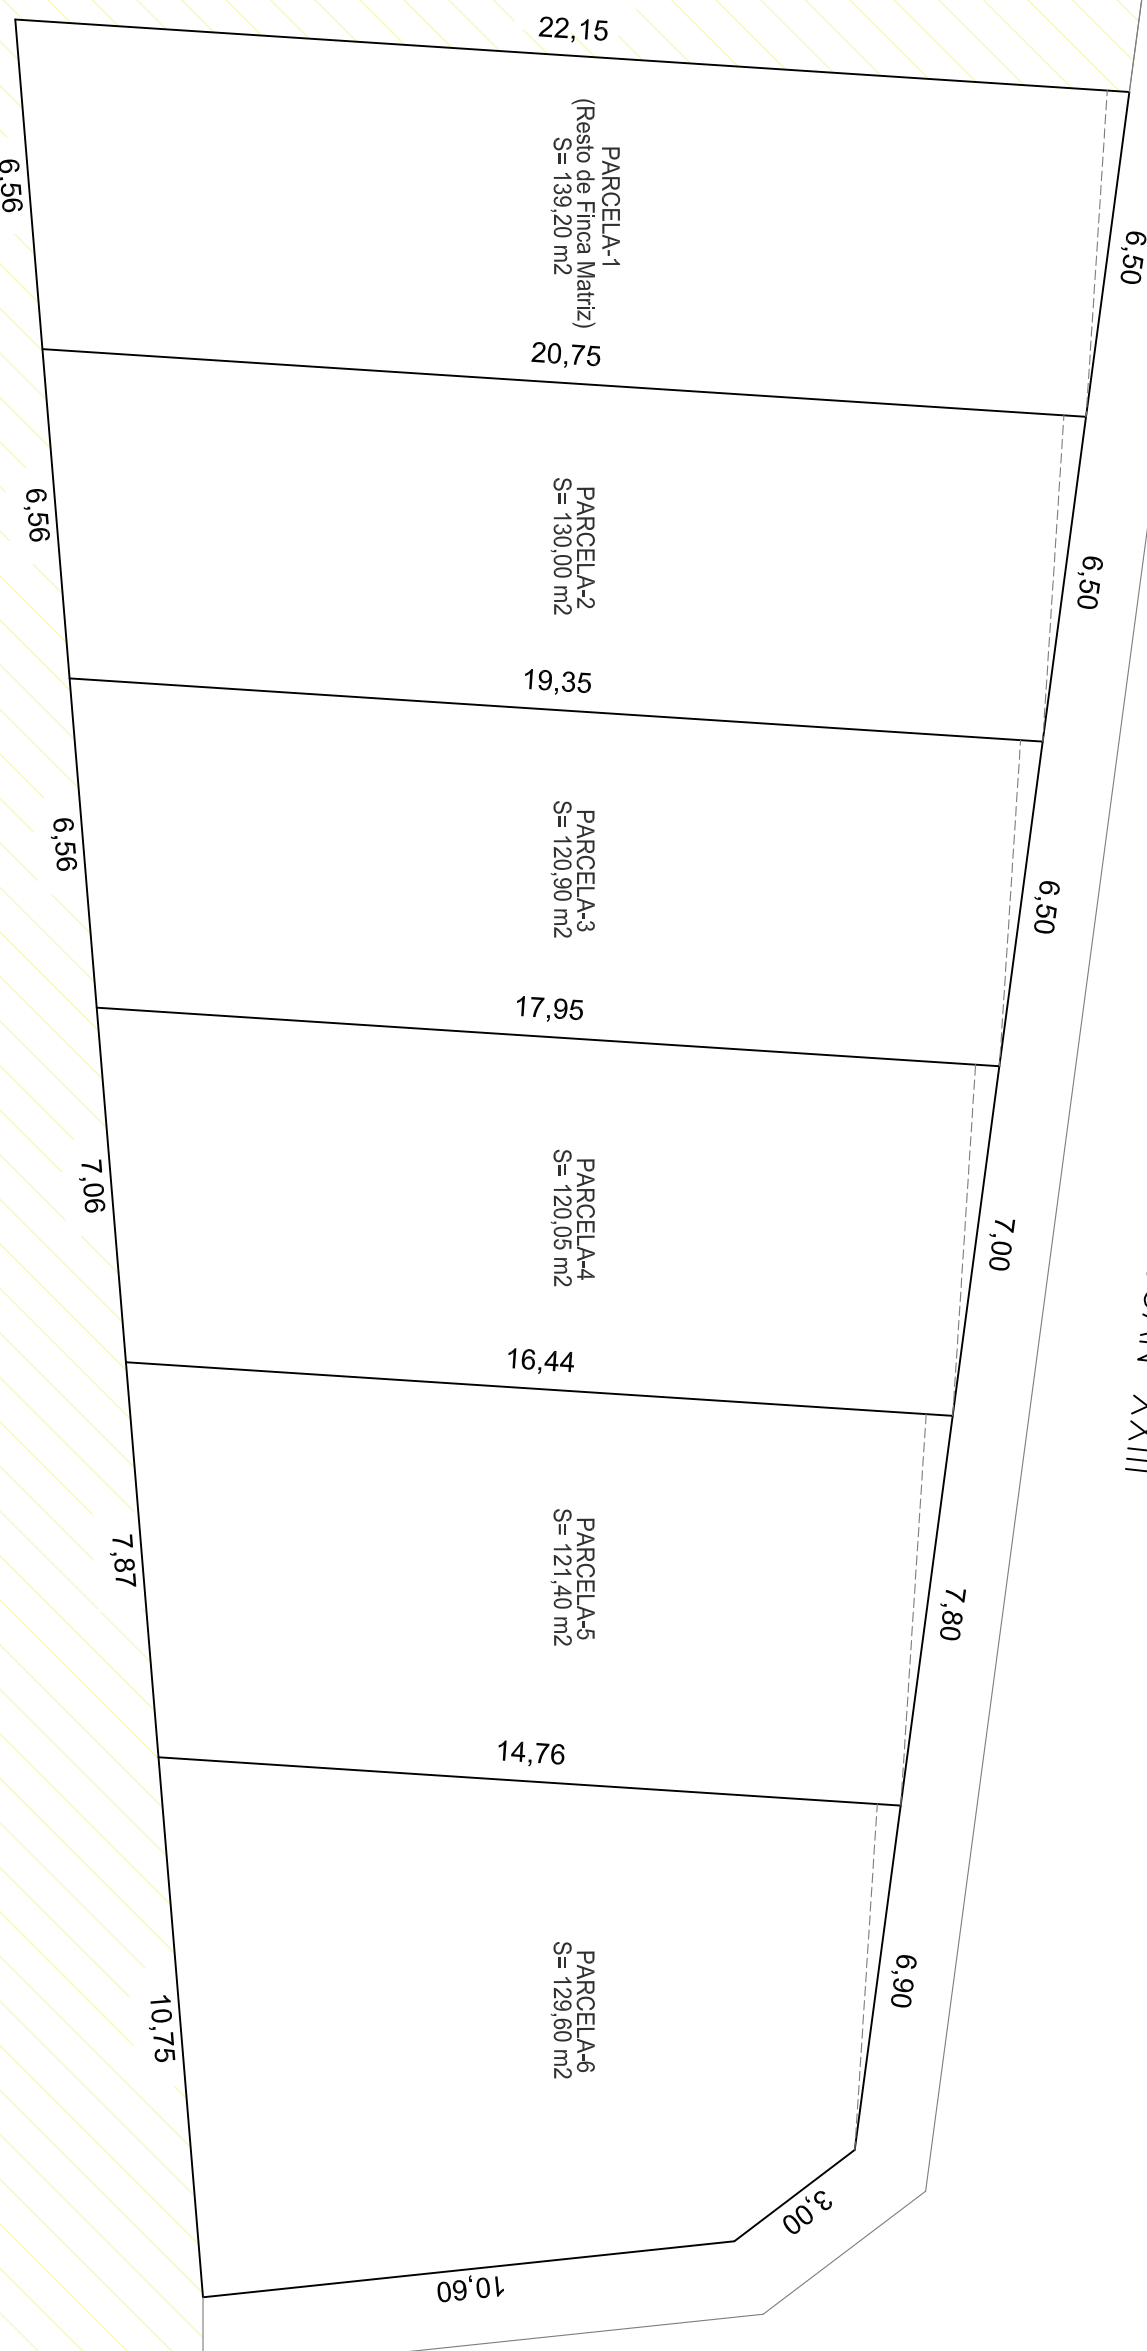 22,15
PARCELA-1
(Resto de Finca Matriz)
S= 139,20 m2
6,56
6,50
20,75
PARCELA-2
S= 130,00 m2
6,56
6,50
19,35
PARCELA-3
S= 120,90 m2
6,56
6,50
17,95
PARCELA-4
S= 120,05 m2
7,06
7,00
16,44
XXIII
PARCELA-5
S= 121,40 m2
7,87
7,80
14,76
PARCELA-6
S= 129,60 m2
10,75
6,90
3,00
10,60